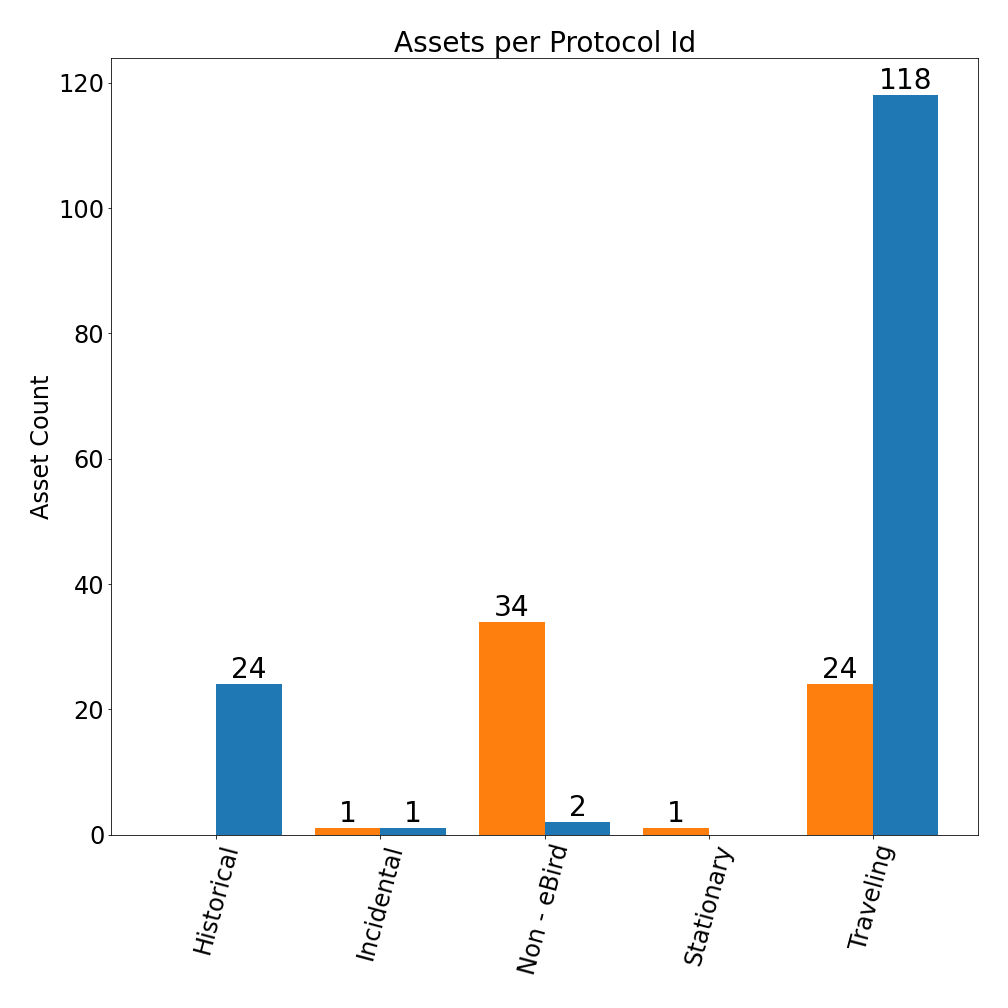 Assets per Protocol Id
Asset Count
120
100
80
60
40
20
0
24
1
1
34
2
1
24
118
Historical
Incidental
Non - eBird
Stationary
Traveling